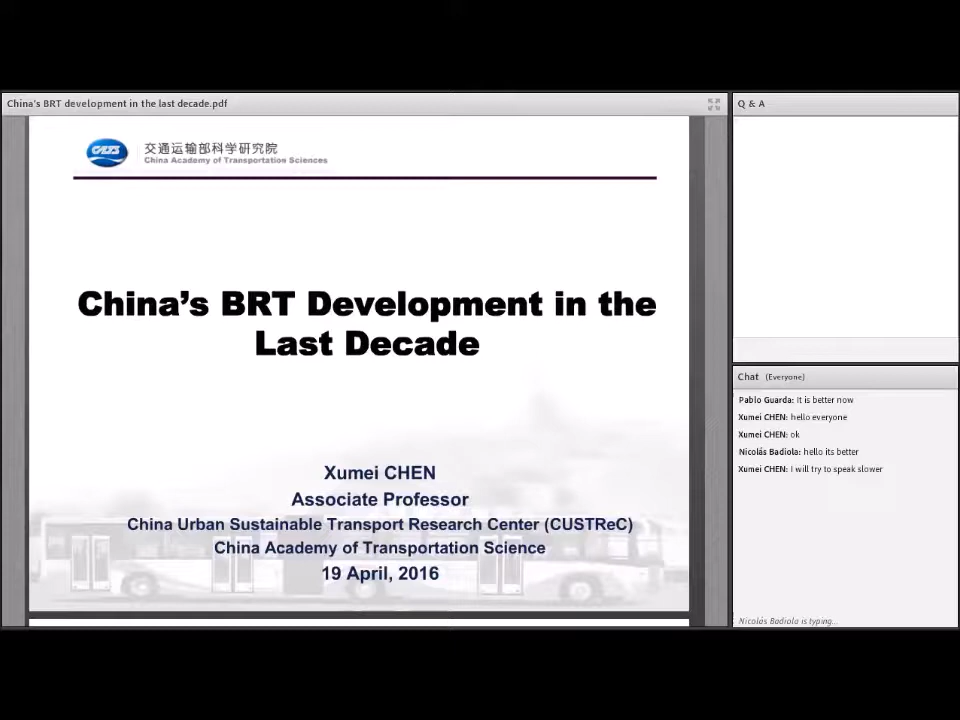 China's BRT development in the last decade.pdf
CATS
交通运输部科学研究院
China Academy of Transportation Sciences
China's BRT Development in the
Last Decade
Xumei CHEN
Associate Professor
China Urban Sustainable Transport Research Center (CUSTReC)
China Academy of Transportation Science
19 April, 2016
Q & A
Chat (Everyone)
Pablo Guarda: It is better now
Xumei CHEN: hello everyone
Xumei CHEN: ok
Nicolás Badiola: hello its better
Xumei CHEN: I will try to speak slower
Nicolás Badiola is typing...